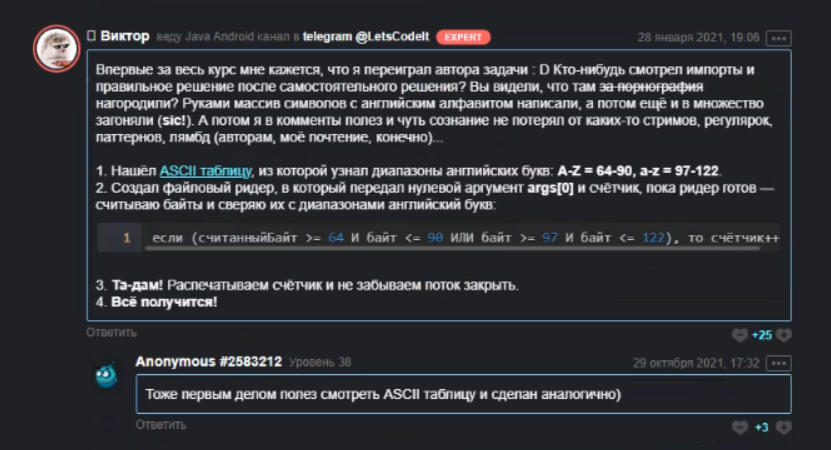 Виктор веду Java Android канал в telegram @LetsCodeIt EXPERT 28 января 2021, 19:06
Впервые за весь курс мне кажется, что я переиграл автора задачи : D Кто-нибудь смотрел импорты и
правильное решение после самостоятельного решения? Вы видели, что там за порнография
нагородили? Руками массив символов с английским алфавитом написали, а потом ещё и в множество
загоняли (sic!). А потом я в комменты полез и чуть сознание не потерял от каких-то стримов, регулярок,
паттернов, лямбд (авторам, моё почтение, конечно)...
1. Нашёл ASCII таблицу, из которой узнал диапазоны английских букв: A-Z = 64-90, a-z = 97-122.
2. Создал файловый ридер, в который передал нулевой аргумент args[0] и счётчик, пока ридер готов —
считываю байты и сверяю их с диапазонами английский букв:
1 если (считанныйБайт >= 64 И байт <= 90 ИЛИ байт >= 97 И байт <= 122), то счётчик++
3. Та-дам! Распечатываем счётчик и не забываем поток закрыть.
4. Всё получится!
Ответить +25
Anonymous #2583212 Уровень 38 29 октября 2021, 17:32
Тоже первым делом полез смотреть ASCII таблицу и сделан аналогично)
Ответить +3